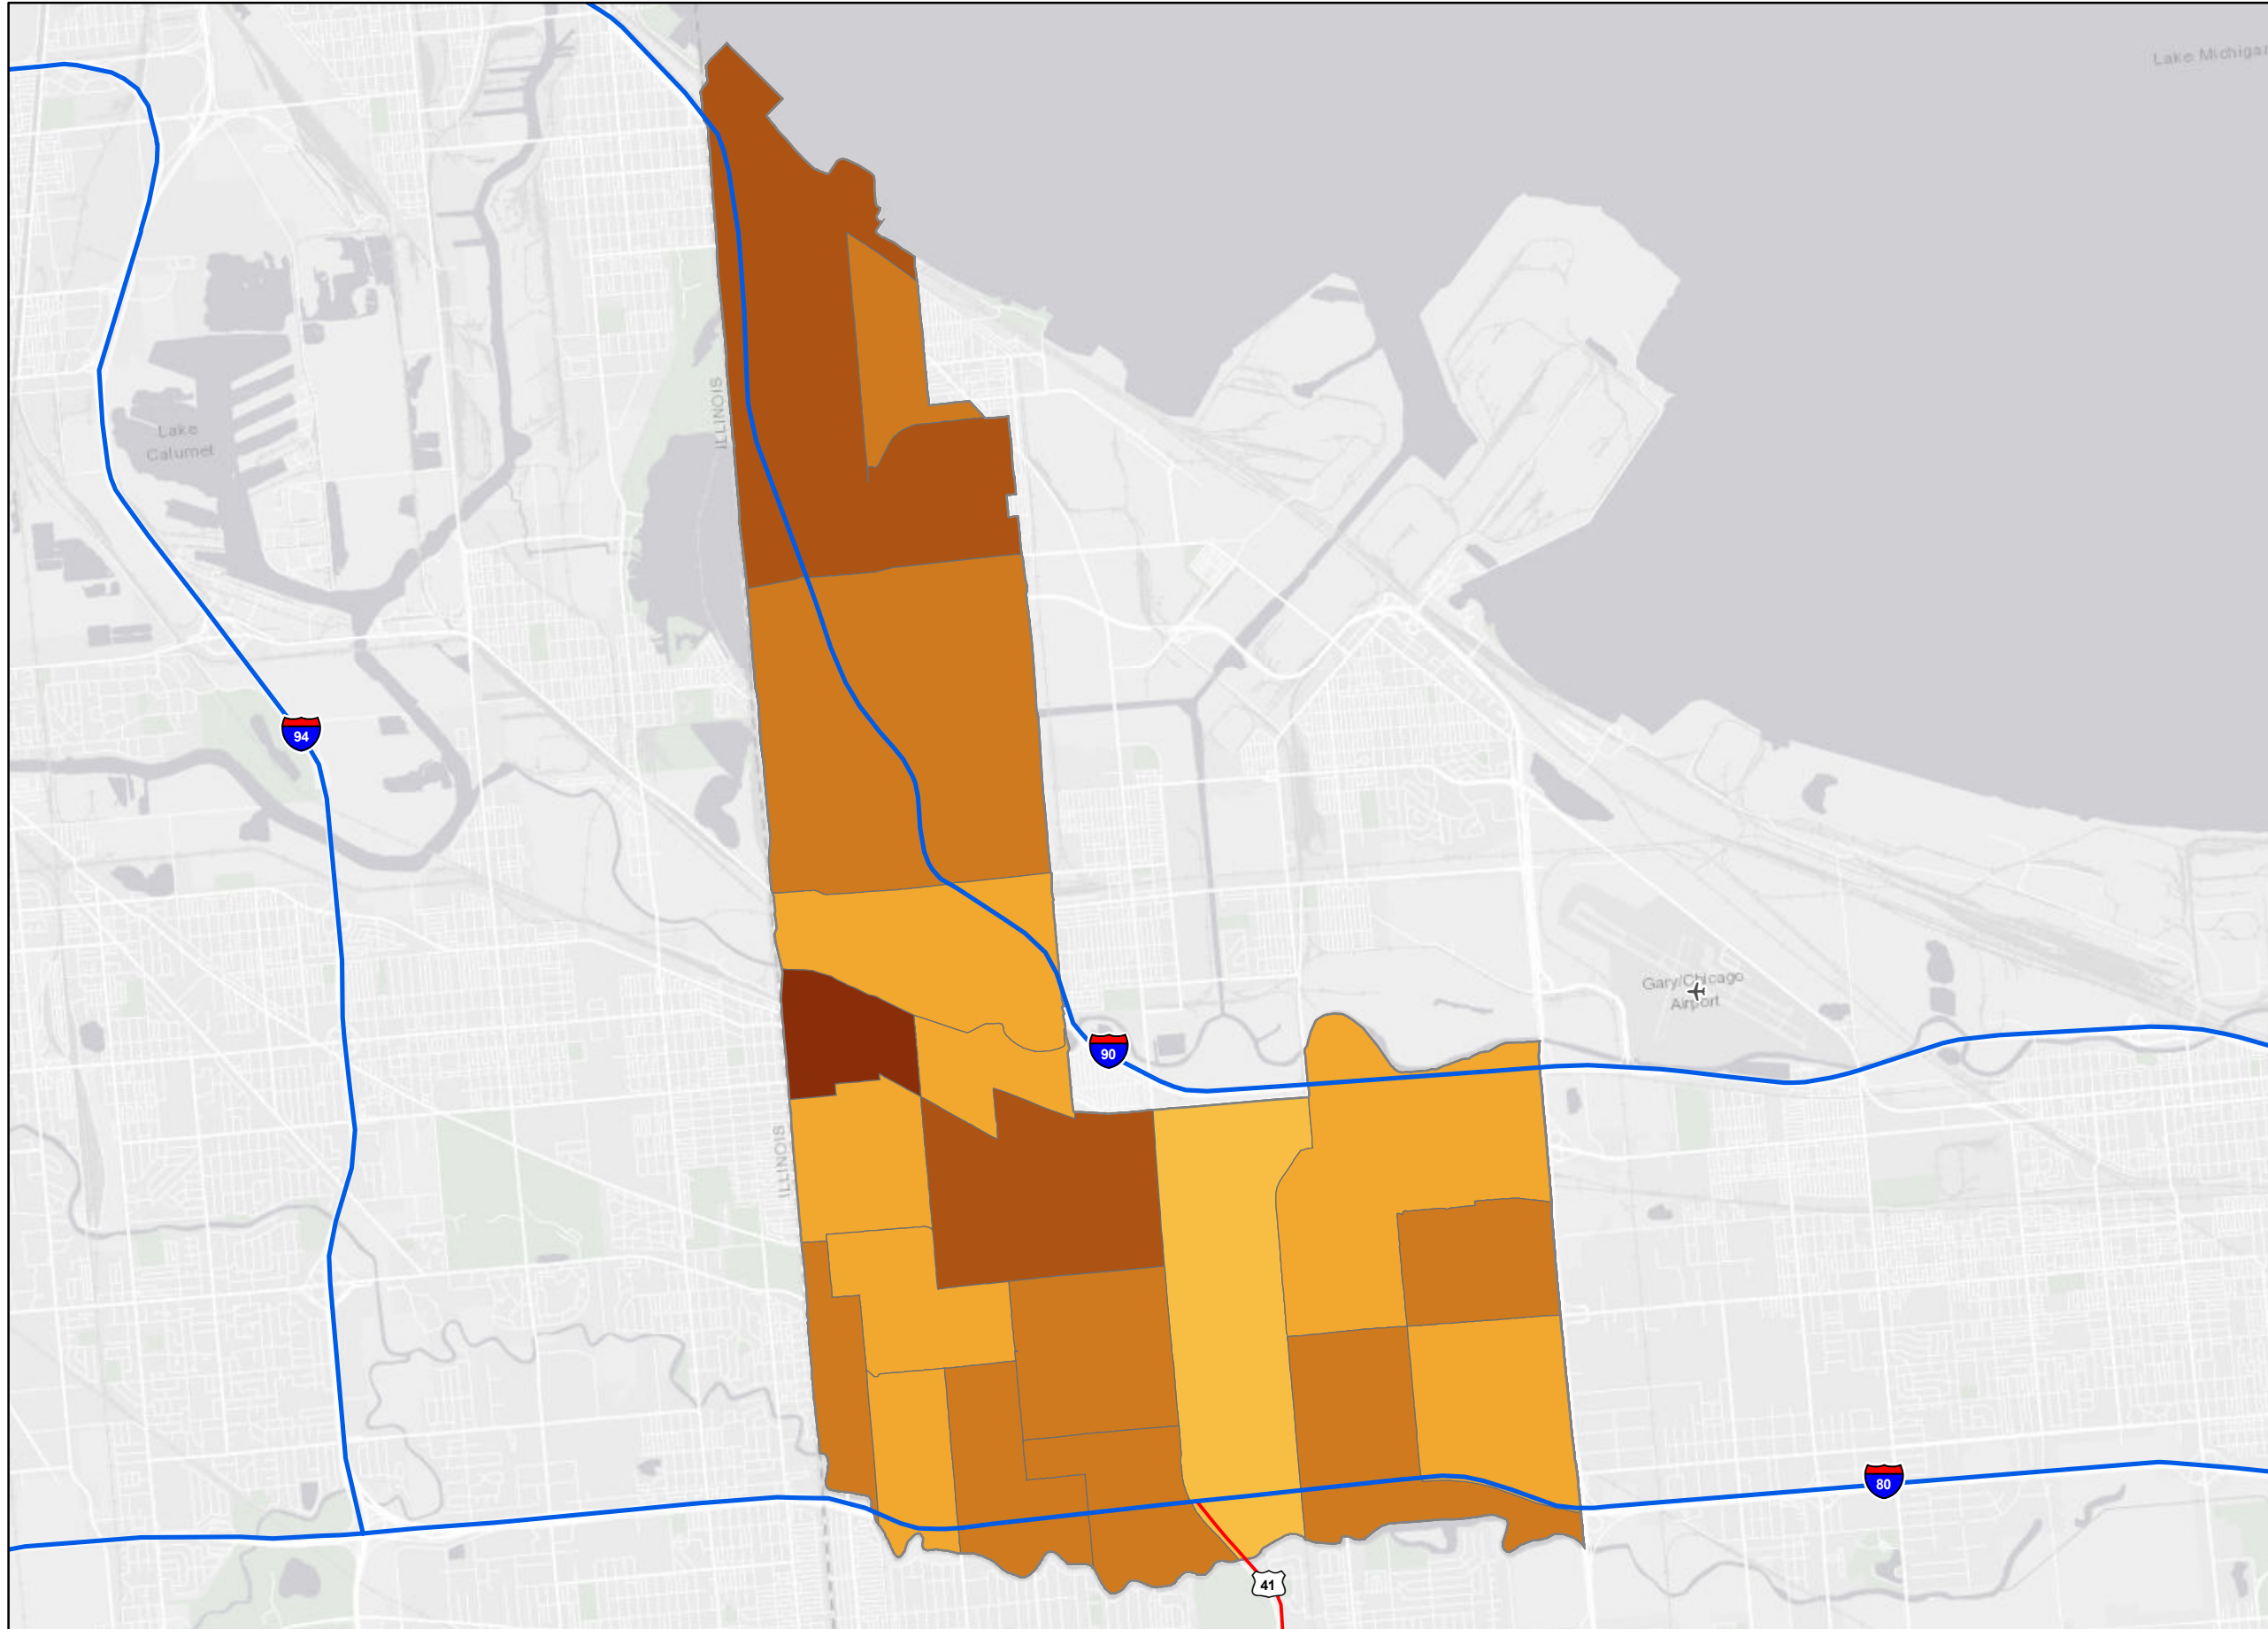 Lake Michigan
ILLINOIS
Lake
Calumet
94
Gary/Chicago
Airport
90
ILLINOIS
80
41